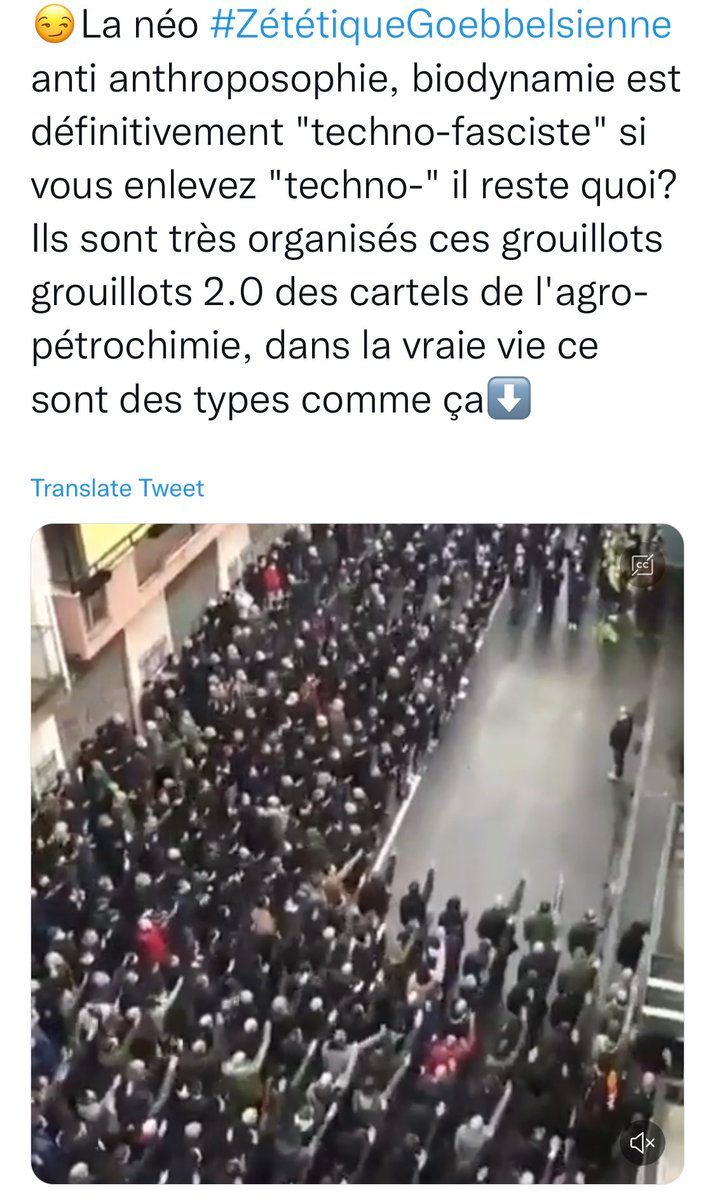 😏La néo #ZététiqueGoebbelsienne
anti anthroposophie, biodynamie est
définitivement "techno-fasciste" si
vous enlevez "techno-" il reste quoi?
Ils sont très organisés ces grouillots
grouillots 2.0 des cartels de l'agro-
pétrochimie, dans la vraie vie ce
sont des types comme ça⬇️
Translate Tweet
CC